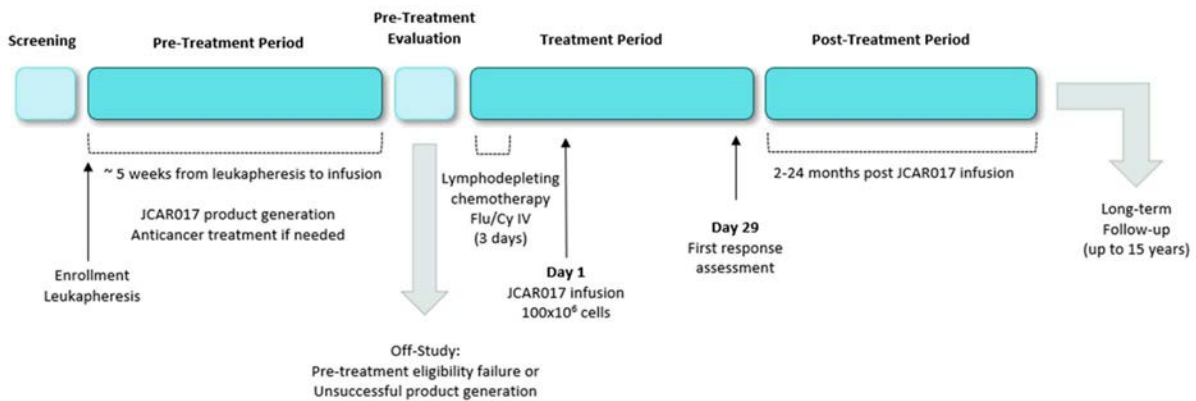 Screening
Pre-Treatment Period
Pre-Treatment
Evaluation
Treatment Period
Post-Treatment Period
~ 5 weeks from leukapheresis to infusion
JCAR017 product generation
Anticancer treatment if needed
Enrollment
Leukapheresis
Off-Study:
Pre-treatment eligibility failure or
Unsuccessful product generation
Lymphodepleting
chemotherapy
Flu/Cy IV
(3 days)
Day 1
JCAR017 infusion
100x10⁶ cells
Day 29
First response
assessment
2-24 months post JCAR017 infusion
Long-term
Follow-up
(up to 15 years)